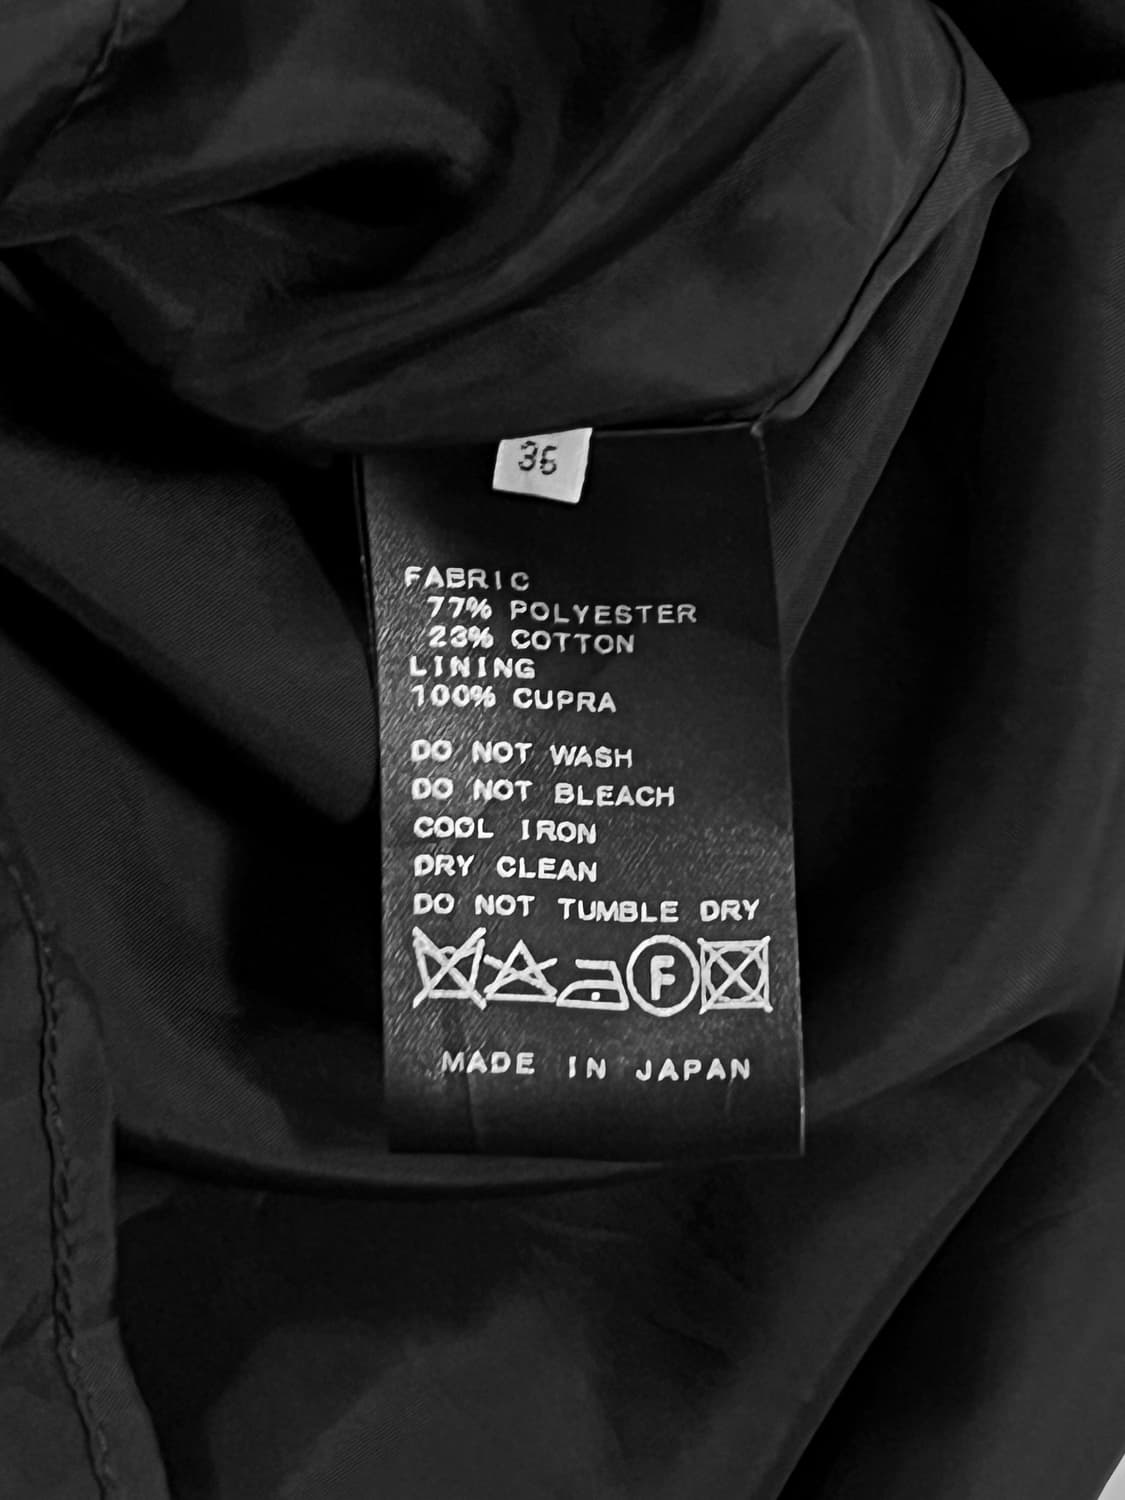 36
FABRIC
77% POLYESTER
23% COTTON
LINING
100% CUPRA
DO NOT WASH
DO NOT BLEACH
COOL IRON
DRY CLEAN
DO NOT TUMBLE DRY
F
MADE IN JAPAN